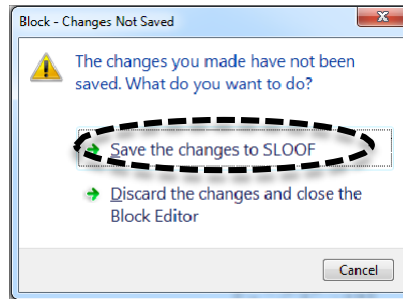 Block - Changes Not Saved
The changes you made have not been
saved. What do you want to do?
Save the changes to SLOOF
Discard the changes and close the
Block Editor
Cancel